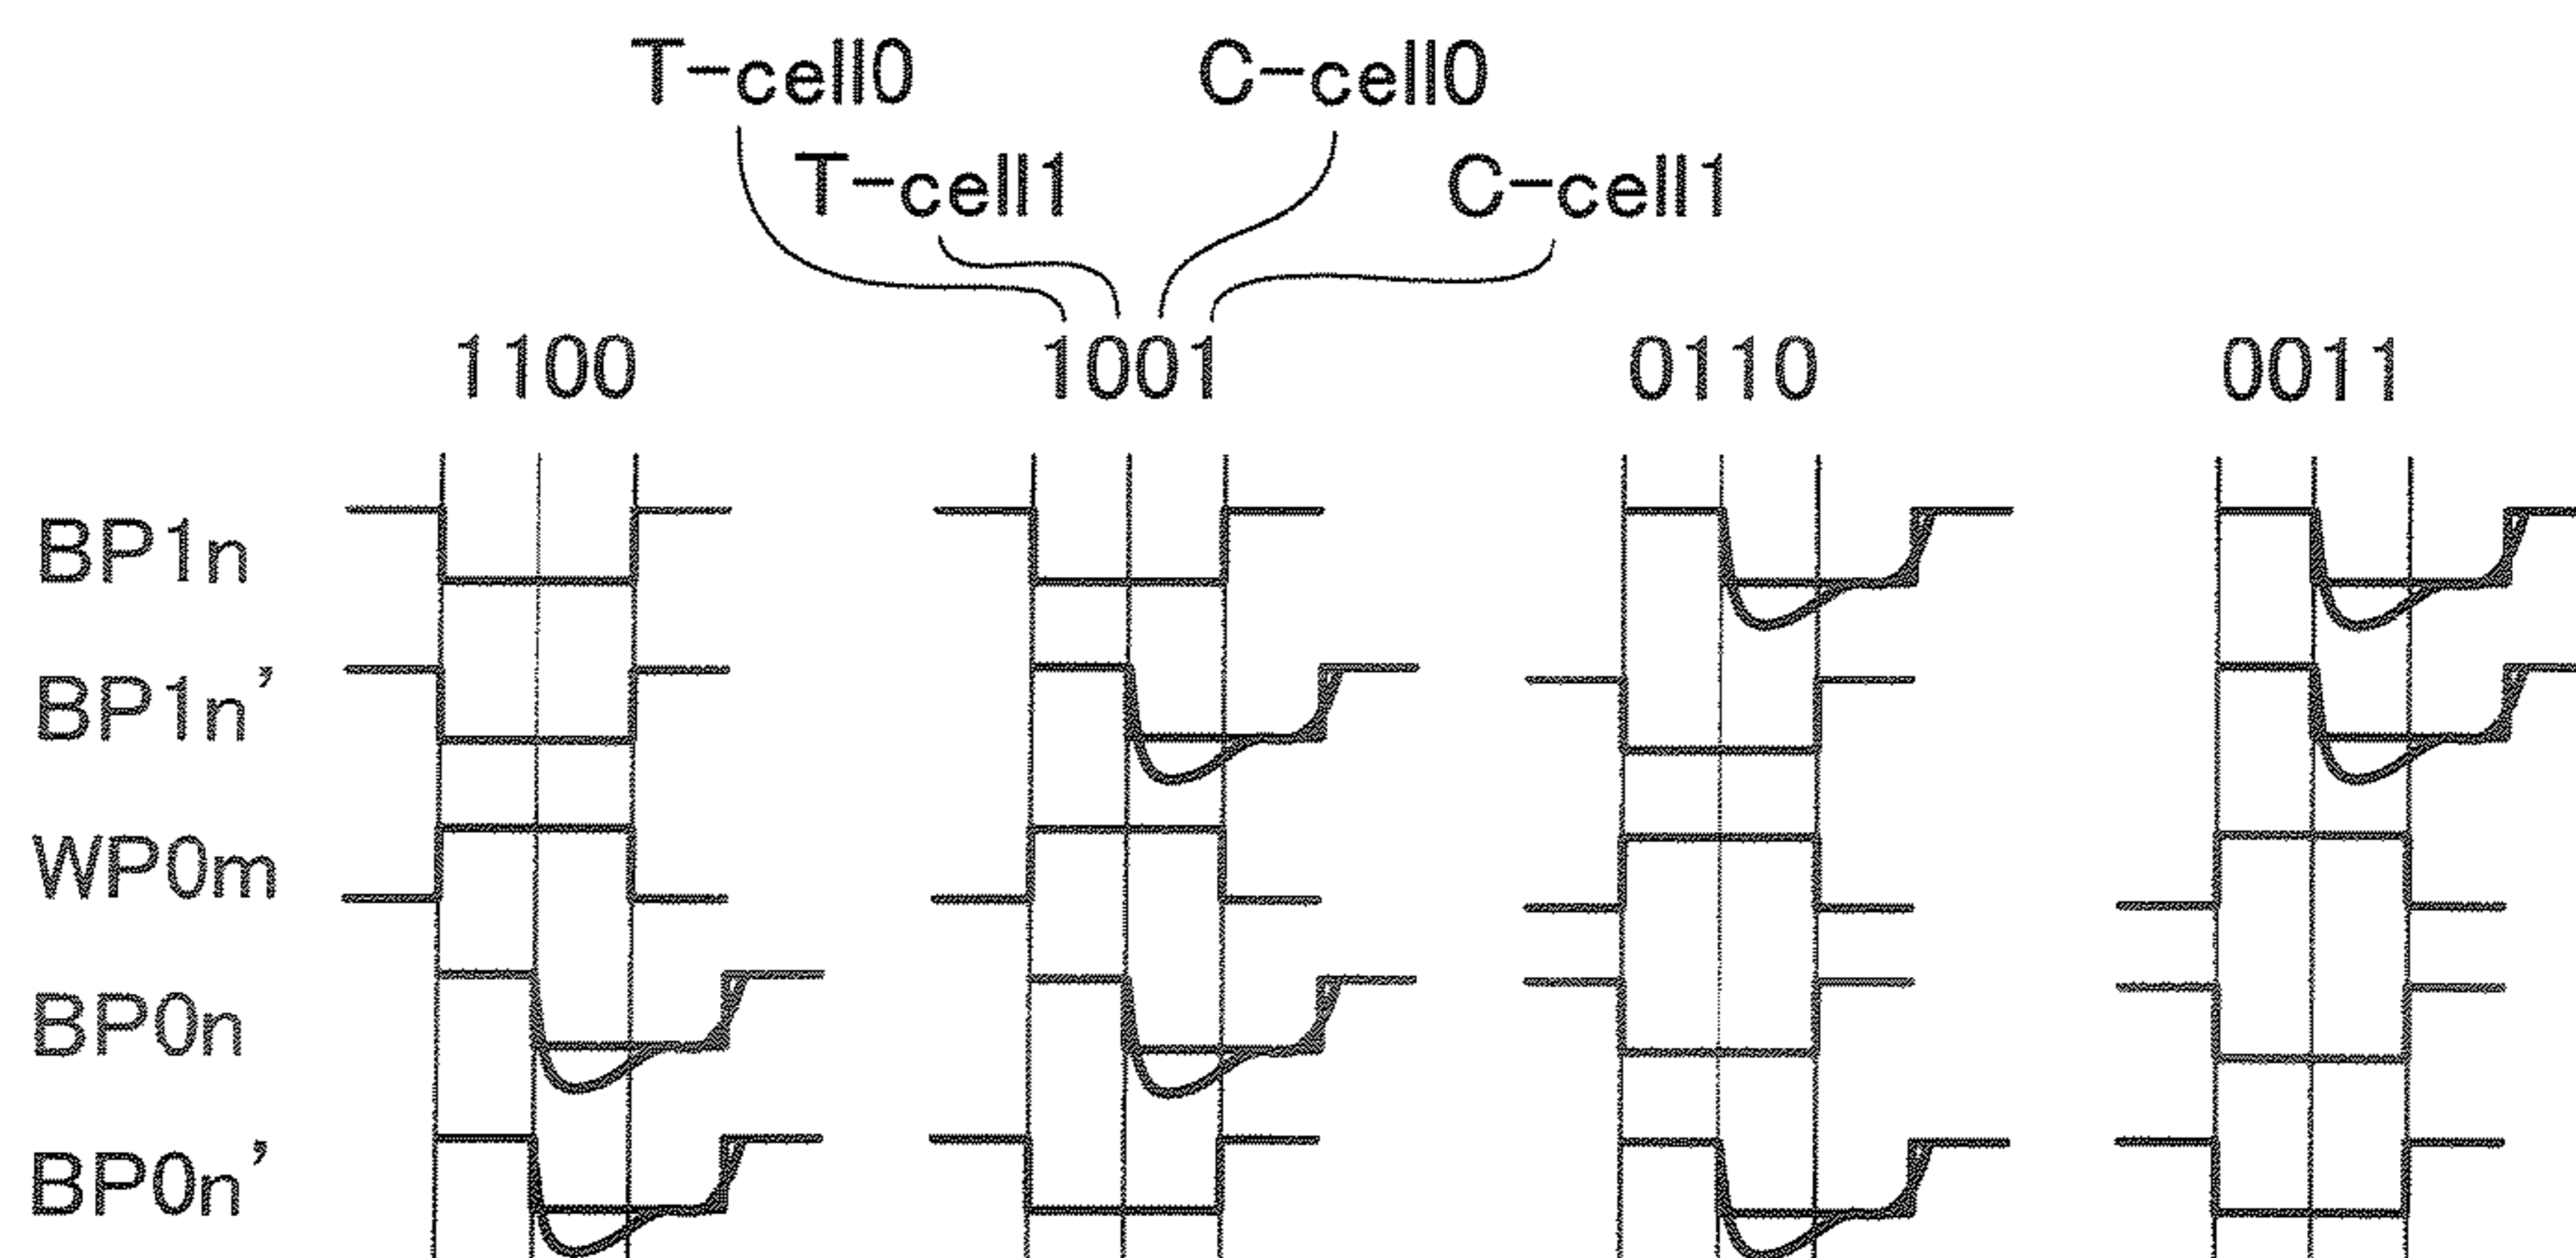 T-cell0 C-cell0
T-cell1 C-cell1
1100 1001 0110 0011
BP1n
BP1n’
WP0m
BP0n
BP0n’